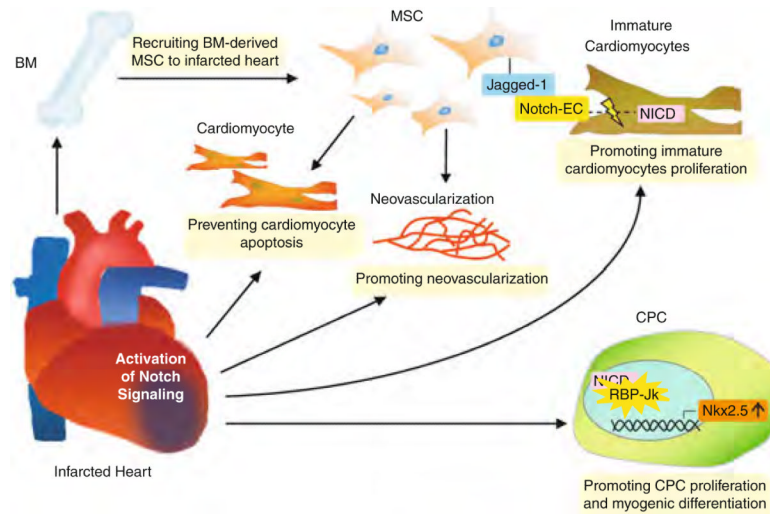 BM
Recruiting BM-derived
MSC to infarcted heart
MSC
Immature
Cardiomyocytes
Jagged-1
Notch-EC
NICD
Promoting immature
cardiomyocytes proliferation
Cardiomyocyte
Preventing cardiomyocyte
apoptosis
Neovascularization
Promoting neovascularization
Activation
of Notch
Signaling
Infarcted Heart
CPC
NICD
RBP-Jk
Nkx2.5
Promoting CPC proliferation
and myogenic differentiation